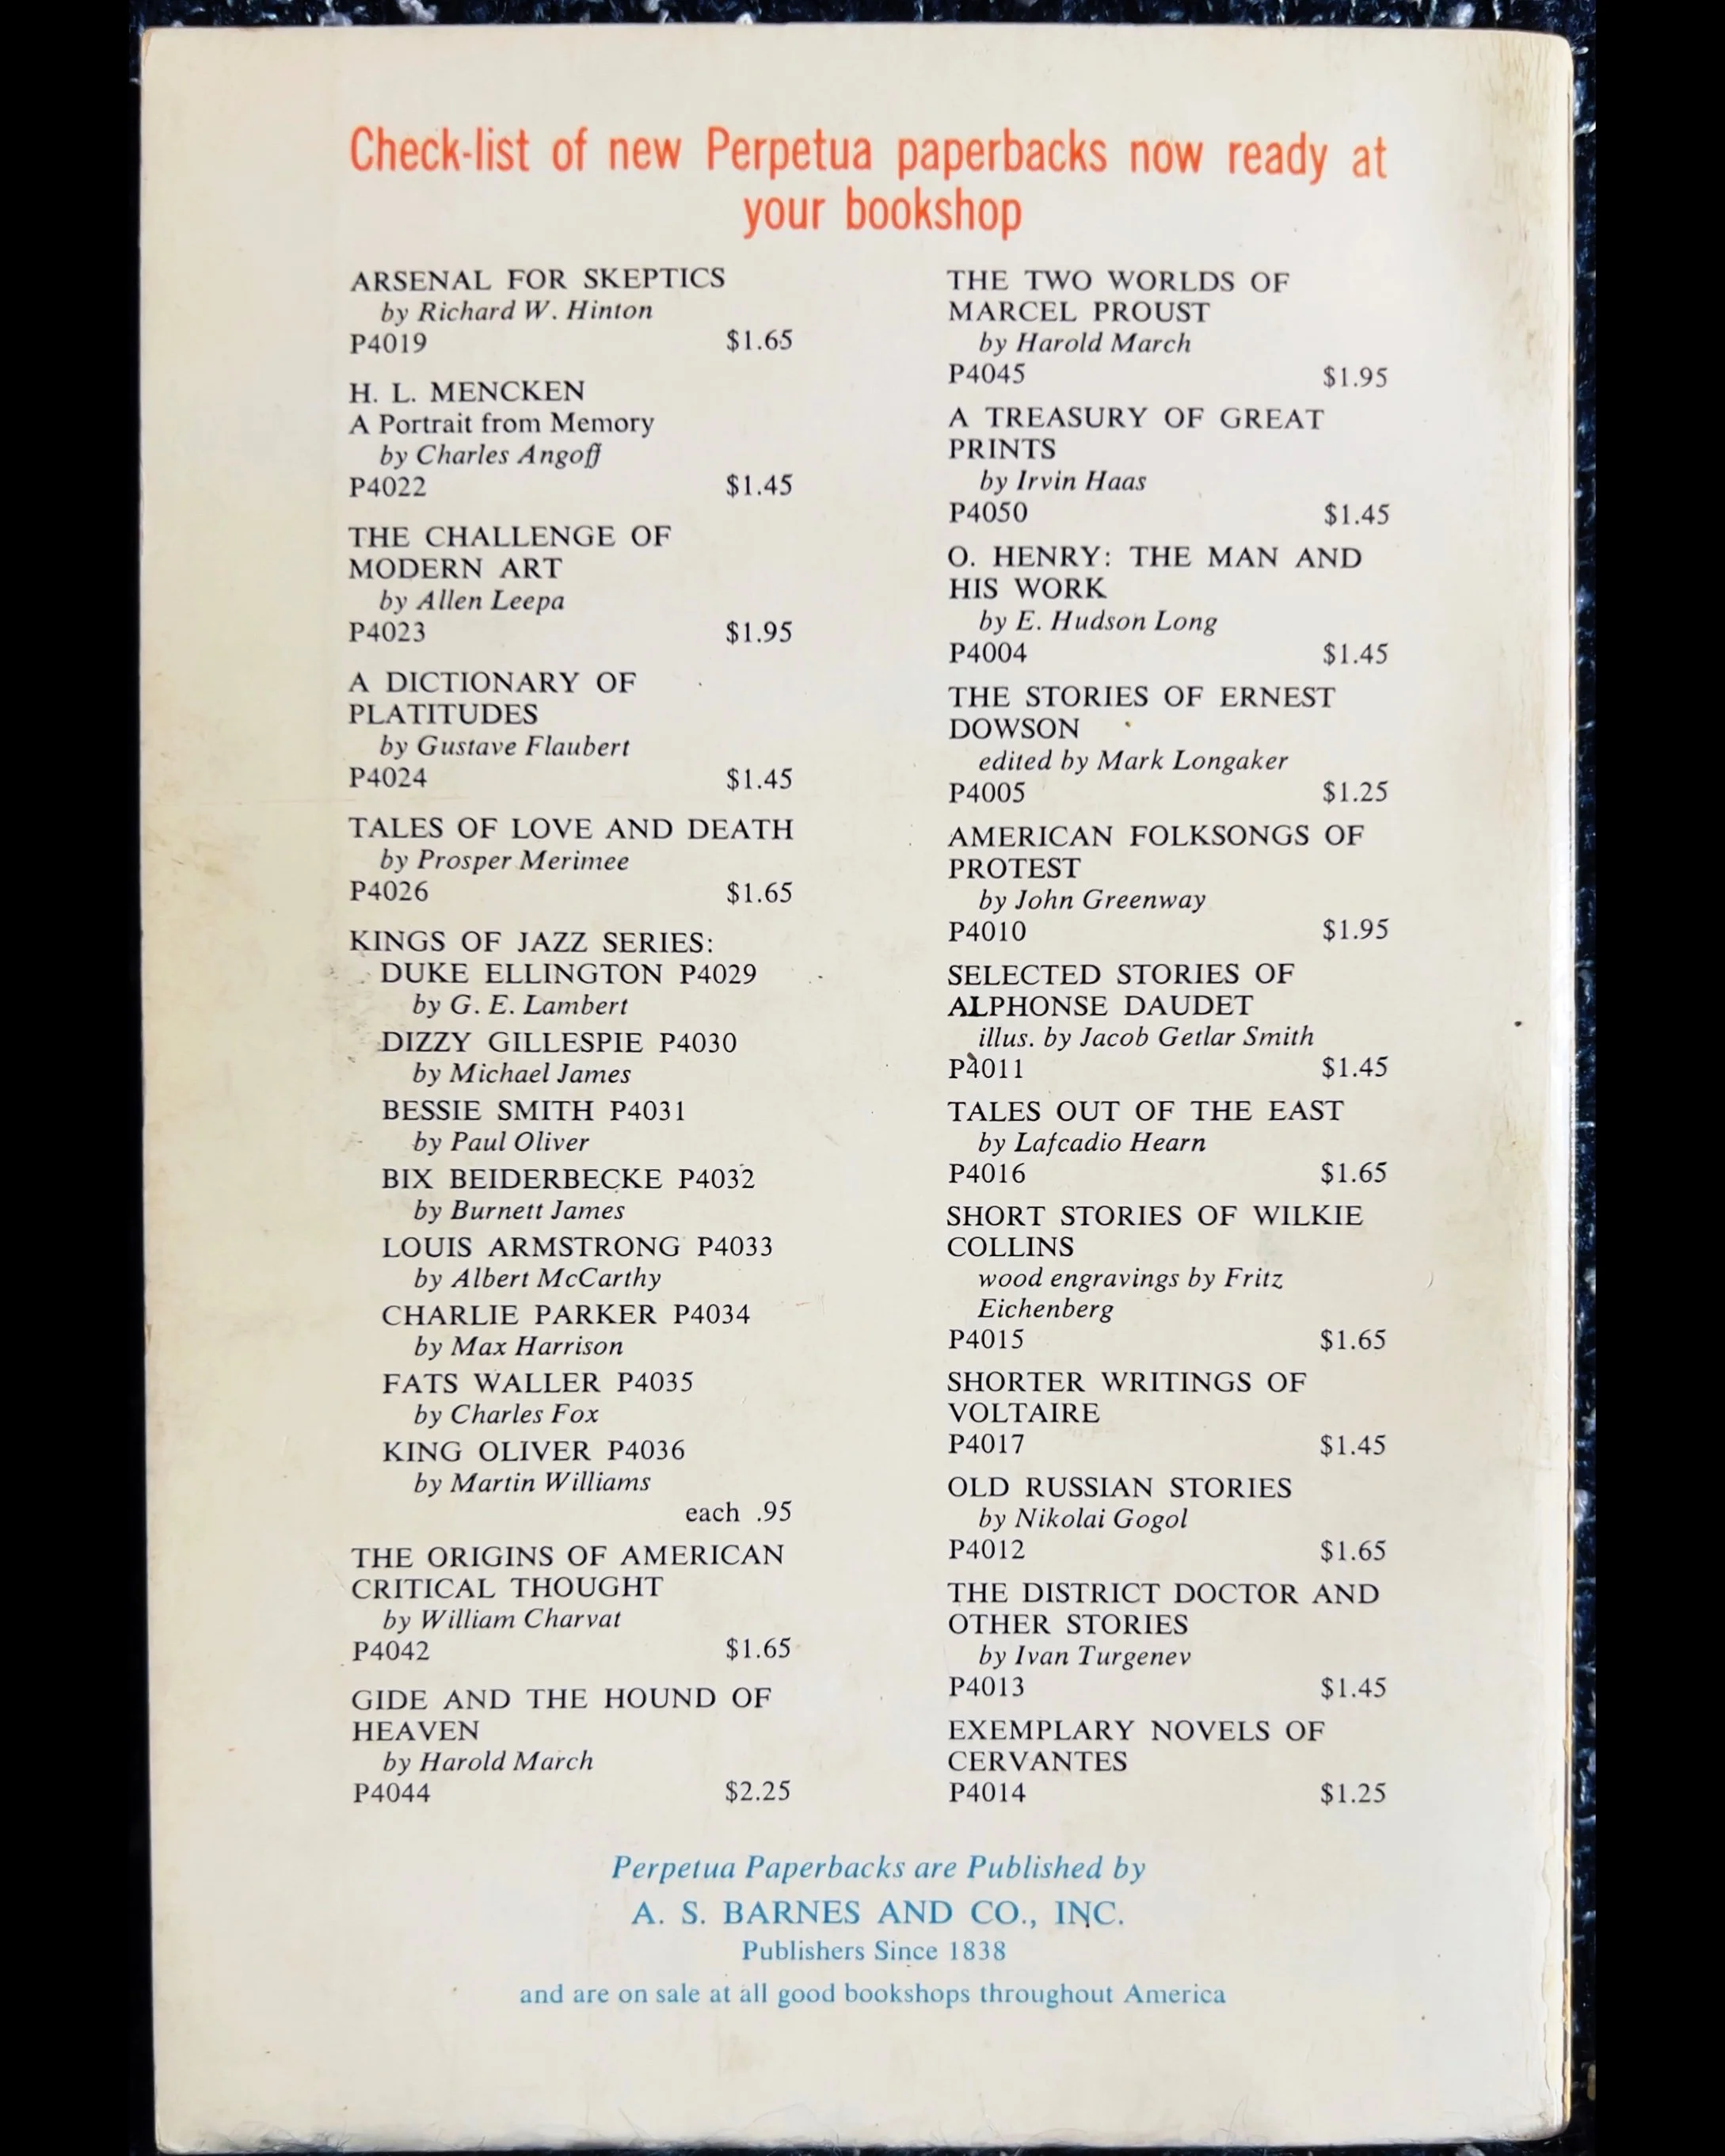 Check-list of new Perpetua paperbacks now ready at
your bookshop
ARSENAL FOR SKEPTICS
by Richard W. Hinton
P4019 $1.65
H. L. MENCKEN
A Portrait from Memory
by Charles Angoff
P4022 $1.45
THE CHALLENGE OF
MODERN ART
by Allen Leepa
P4023 $1.95
A DICTIONARY OF
PLATITUDES
by Gustave Flaubert
P4024 $1.45
TALES OF LOVE AND DEATH
by Prosper Merimee
P4026 $1.65
KINGS OF JAZZ SERIES:
DUKE ELLINGTON P4029
by G. E. Lambert
DIZZY GILLESPIE P4030
by Michael James
BESSIE SMITH P4031
by Paul Oliver
BIX BEIDERBECKE P4032
by Burnett James
LOUIS ARMSTRONG P4033
by Albert McCarthy
CHARLIE PARKER P4034
by Max Harrison
FATS WALLER P4035
by Charles Fox
KING OLIVER P4036
by Martin Williams
each .95
THE ORIGINS OF AMERICAN
CRITICAL THOUGHT
by William Charvat
P4042 $1.65
GIDE AND THE HOUND OF
HEAVEN
by Harold March
P4044 $2.25
THE TWO WORLDS OF
MARCEL PROUST
by Harold March
P4045 $1.95
A TREASURY OF GREAT
PRINTS
by Irvin Haas
P4050 $1.45
O. HENRY: THE MAN AND
HIS WORK
by E. Hudson Long
P4004 $1.45
THE STORIES OF ERNEST
DOWSON
edited by Mark Longaker
P4005 $1.25
AMERICAN FOLKSONGS OF
PROTEST
by John Greenway
P4010 $1.95
SELECTED STORIES OF
ALPHONSE DAUDET
illus. by Jacob Getlar Smith
P4011 $1.45
TALES OUT OF THE EAST
by Lafcadio Hearn
P4016 $1.65
SHORT STORIES OF WILKIE
COLLINS
wood engravings by Fritz
Eichenberg
P4015 $1.65
SHORTER WRITINGS OF
VOLTAIRE
P4017 $1.45
OLD RUSSIAN STORIES
by Nikolai Gogol
P4012 $1.65
THE DISTRICT DOCTOR AND
OTHER STORIES
by Ivan Turgenev
P4013 $1.45
EXEMPLARY NOVELS OF
CERVANTES
P4014 $1.25
Perpetua Paperbacks are Published by
A. S. BARNES AND CO., INC.
Publishers Since 1838
and are on sale at all good bookshops throughout America